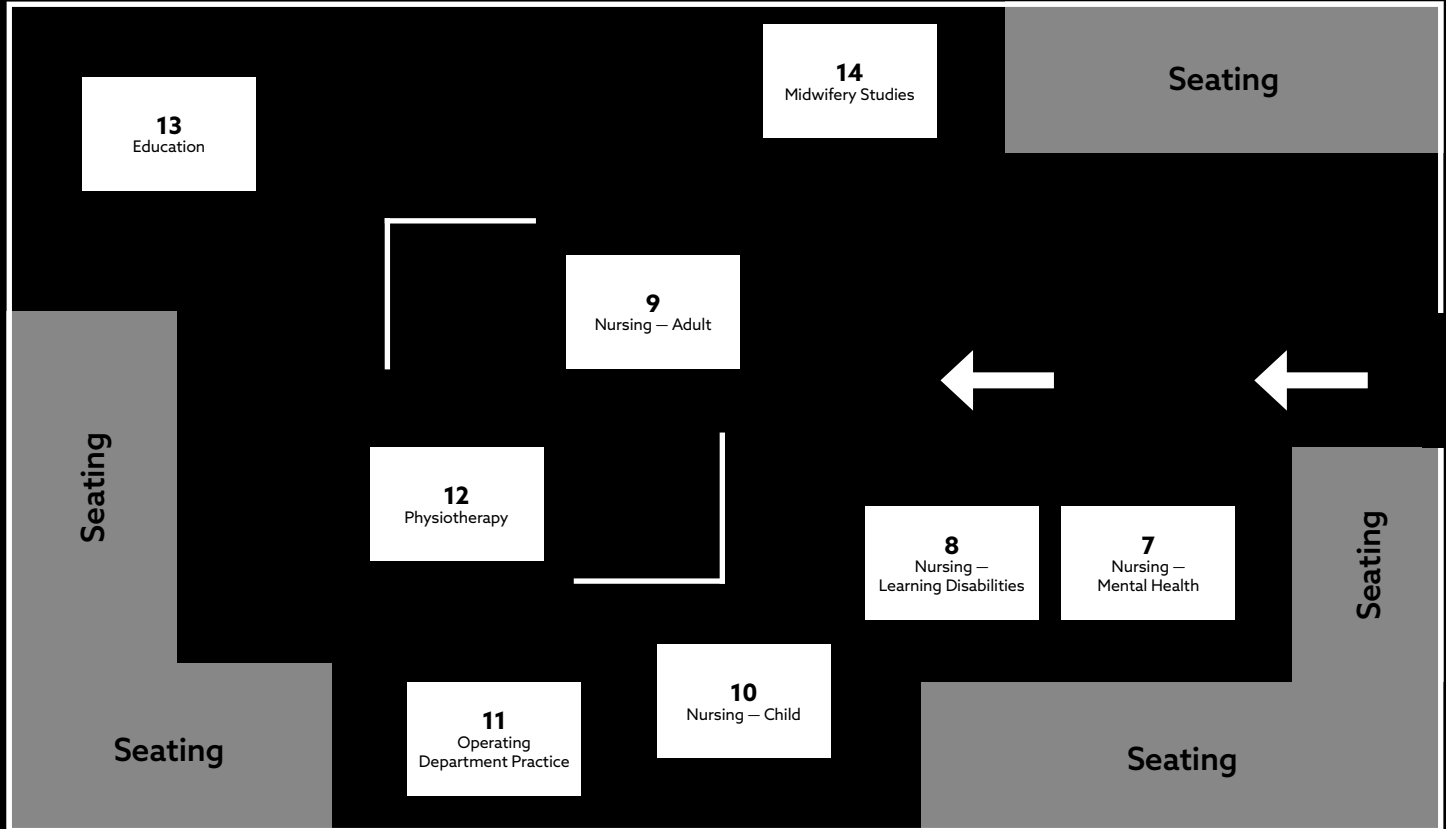 14
Midwifery Studies
Seating
13
Education
9
Nursing — Adult
Seating
12
Physiotherapy
8
Nursing —
Learning Disabilities
7
Nursing —
Mental Health
Seating
10
Nursing — Child
11
Operating
Department Practice
Seating
Seating